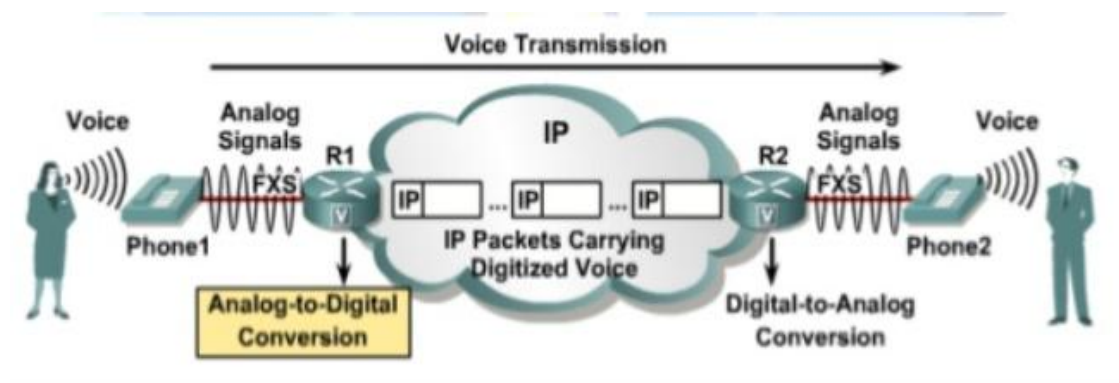 Voice Transmission
Voice
Analog
Signals
FXS
R1
IP
R2
Analog
Signals
FXS
Voice
Phone1
V
IP
...
IP
...
IP
V
Phone2
IP Packets Carrying
Digitized Voice
Analog-to-Digital
Conversion
Digital-to-Analog
Conversion